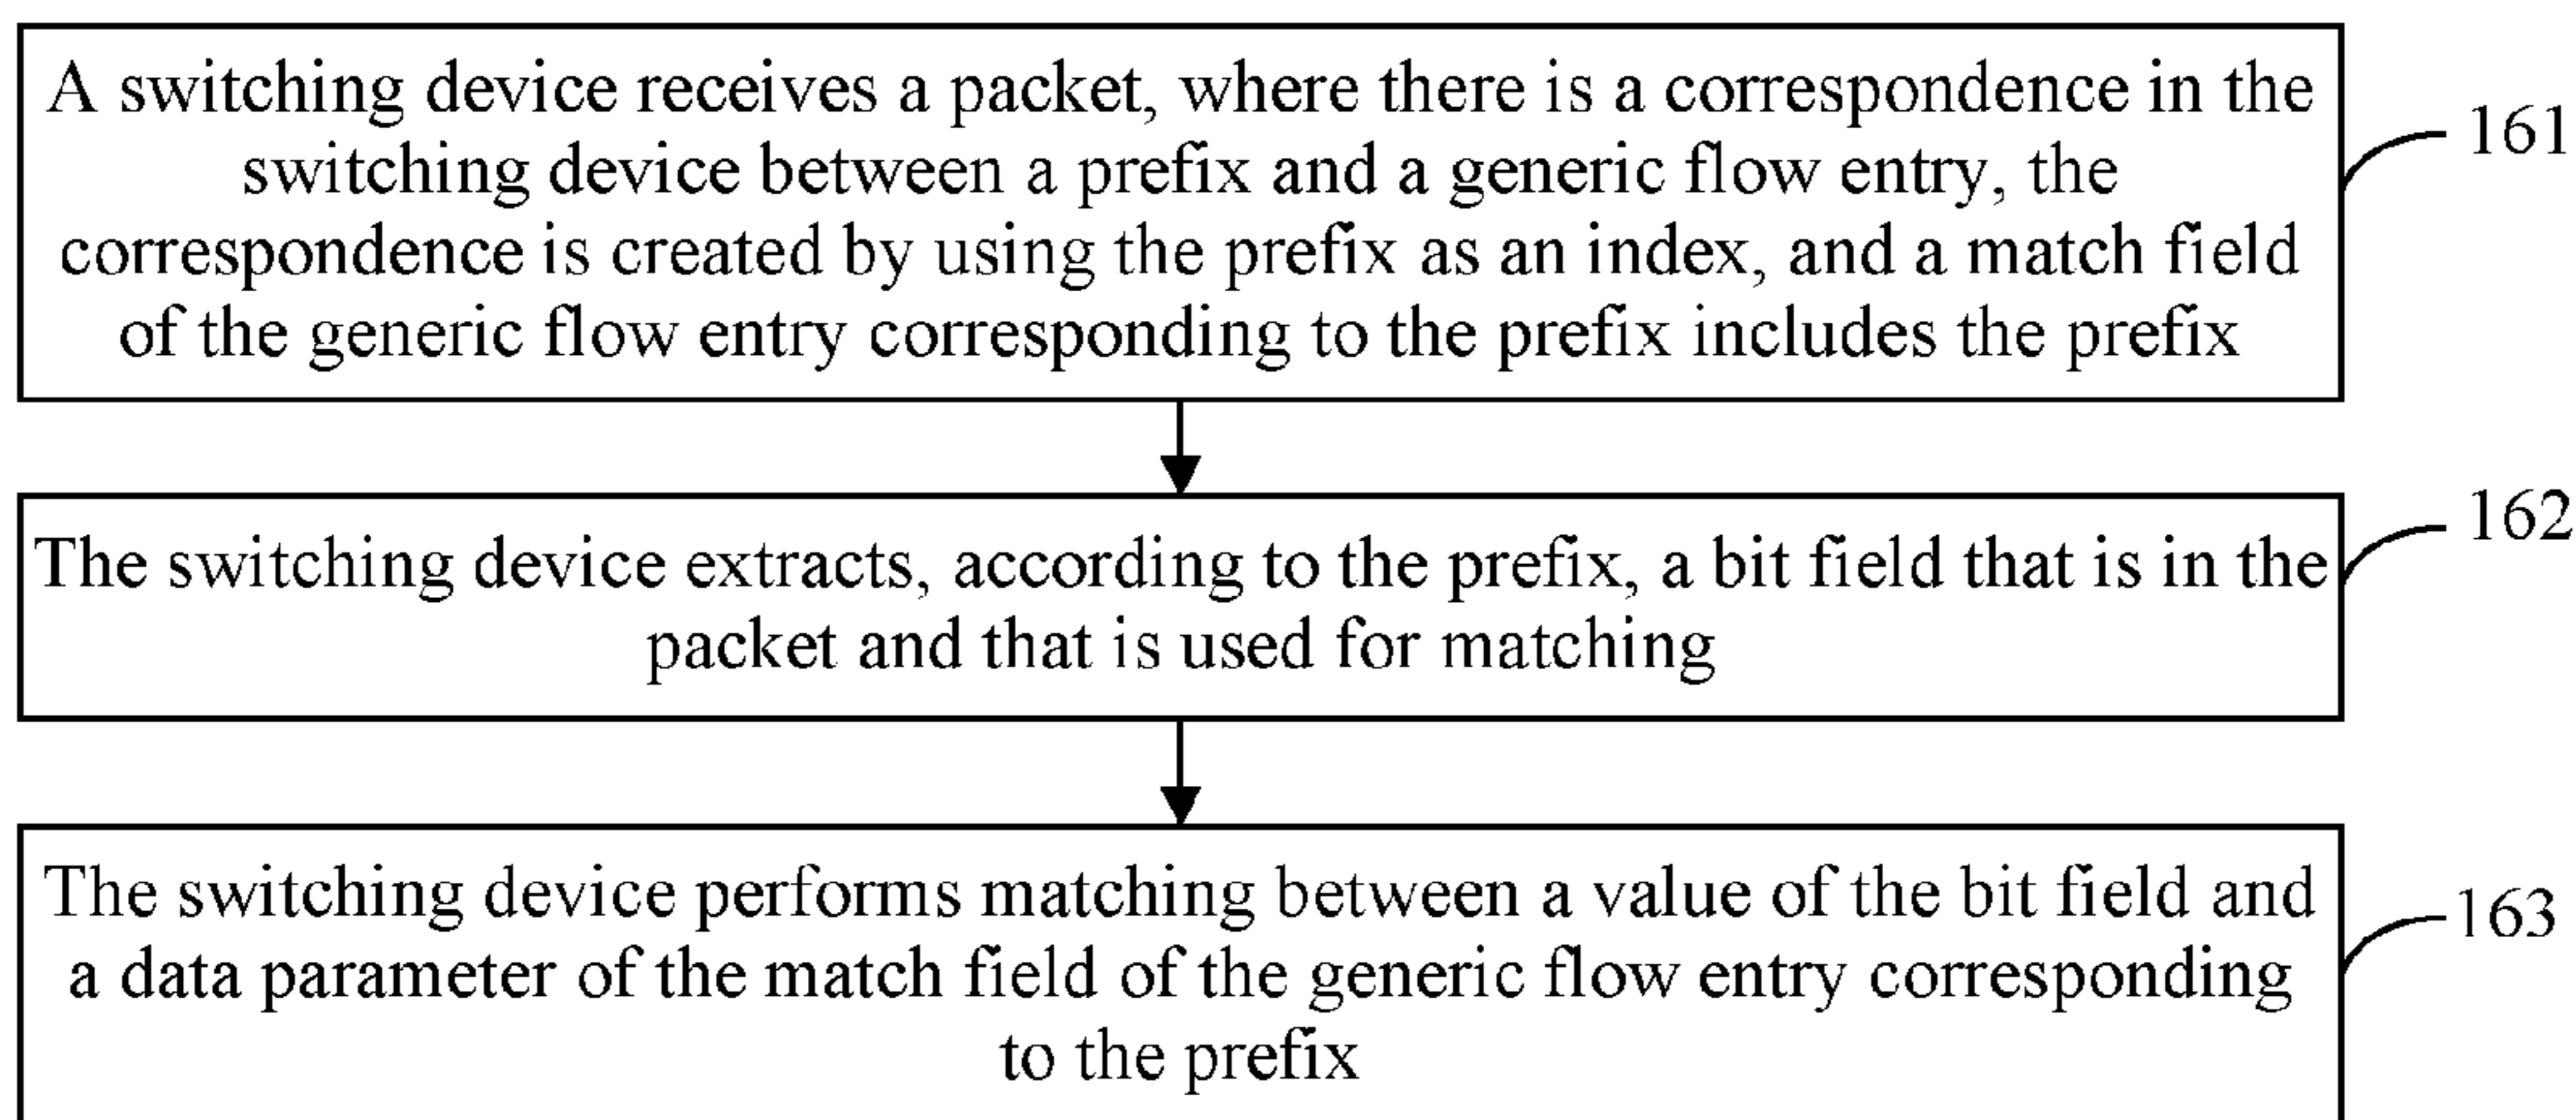 A switching device receives a packet, where there is a correspondence in the
switching device between a prefix and a generic flow entry, the
correspondence is created by using the prefix as an index, and a match field
of the generic flow entry corresponding to the prefix includes the prefix
161
The switching device extracts, according to the prefix, a bit field that is in the
packet and that is used for matching
162
The switching device performs matching between a value of the bit field and
a data parameter of the match field of the generic flow entry corresponding
to the prefix
163